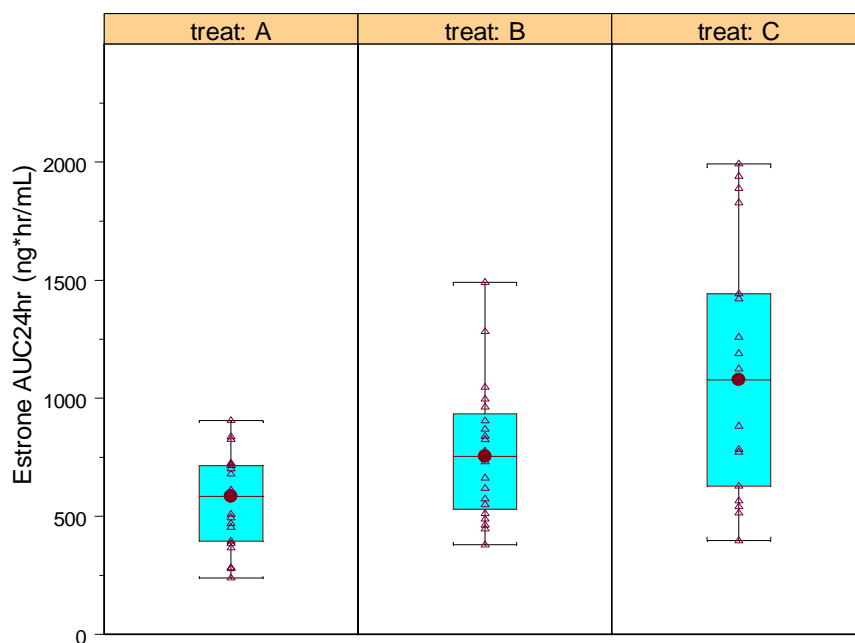 treat: A
treat: B
treat: C
Estrone AUC24hr (ng*hr/mL)
2000
1500
1000
500
0